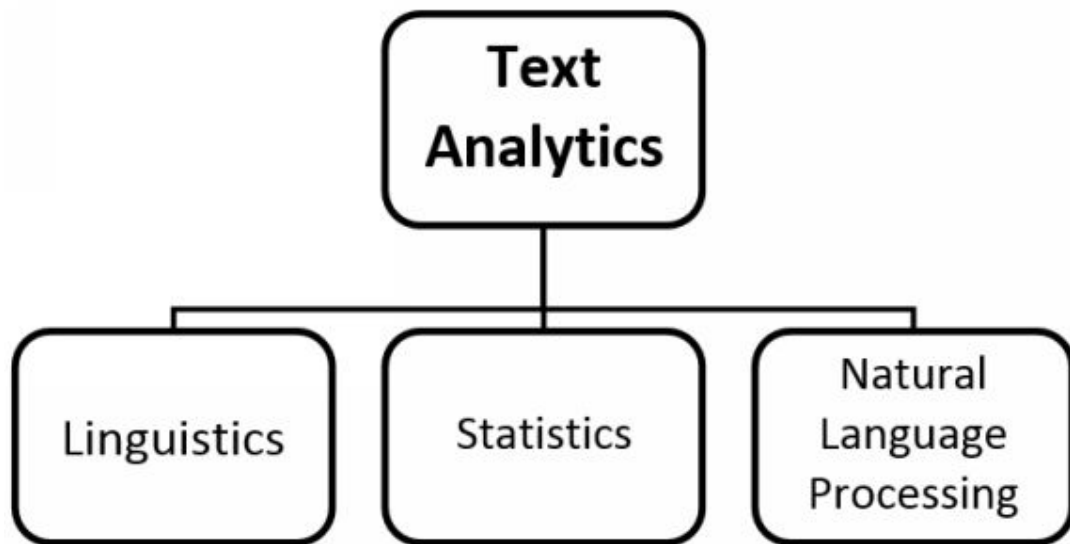 Text
Analytics
Linguistics
Statistics
Natural
Language
Processing